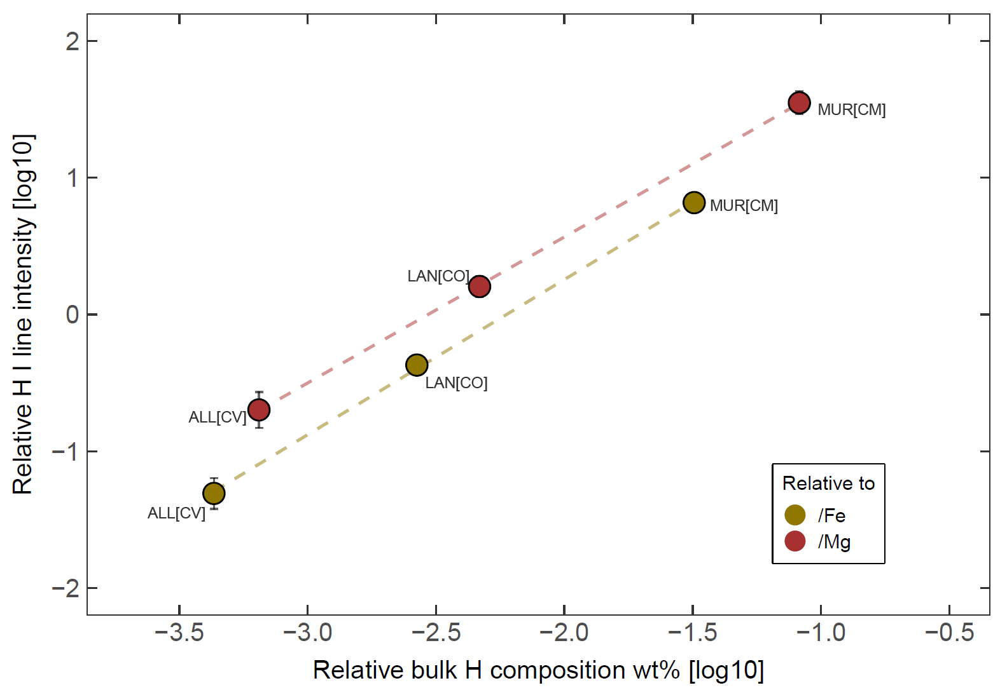 Relative H I line intensity [log10]
2
1
0
−1
−2
MUR[CM]
MUR[CM]
LAN[CO]
LAN[CO]
ALL[CV]
ALL[CV]
Relative to
/Fe
/Mg
−3.5
−3.0
−2.5
−2.0
−1.5
−1.0
−0.5
Relative bulk H composition wt% [log10]